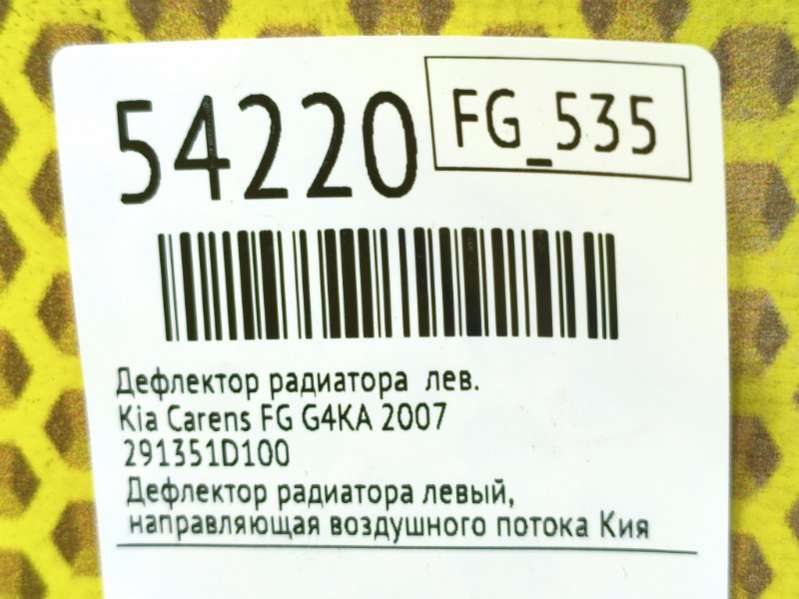 54220
FG_535
Дефлектор радиатора лев.
Kia Carens FG G4KA 2007
291351D100
Дефлектор радиатора левый,
направляющая воздушного потока Кия